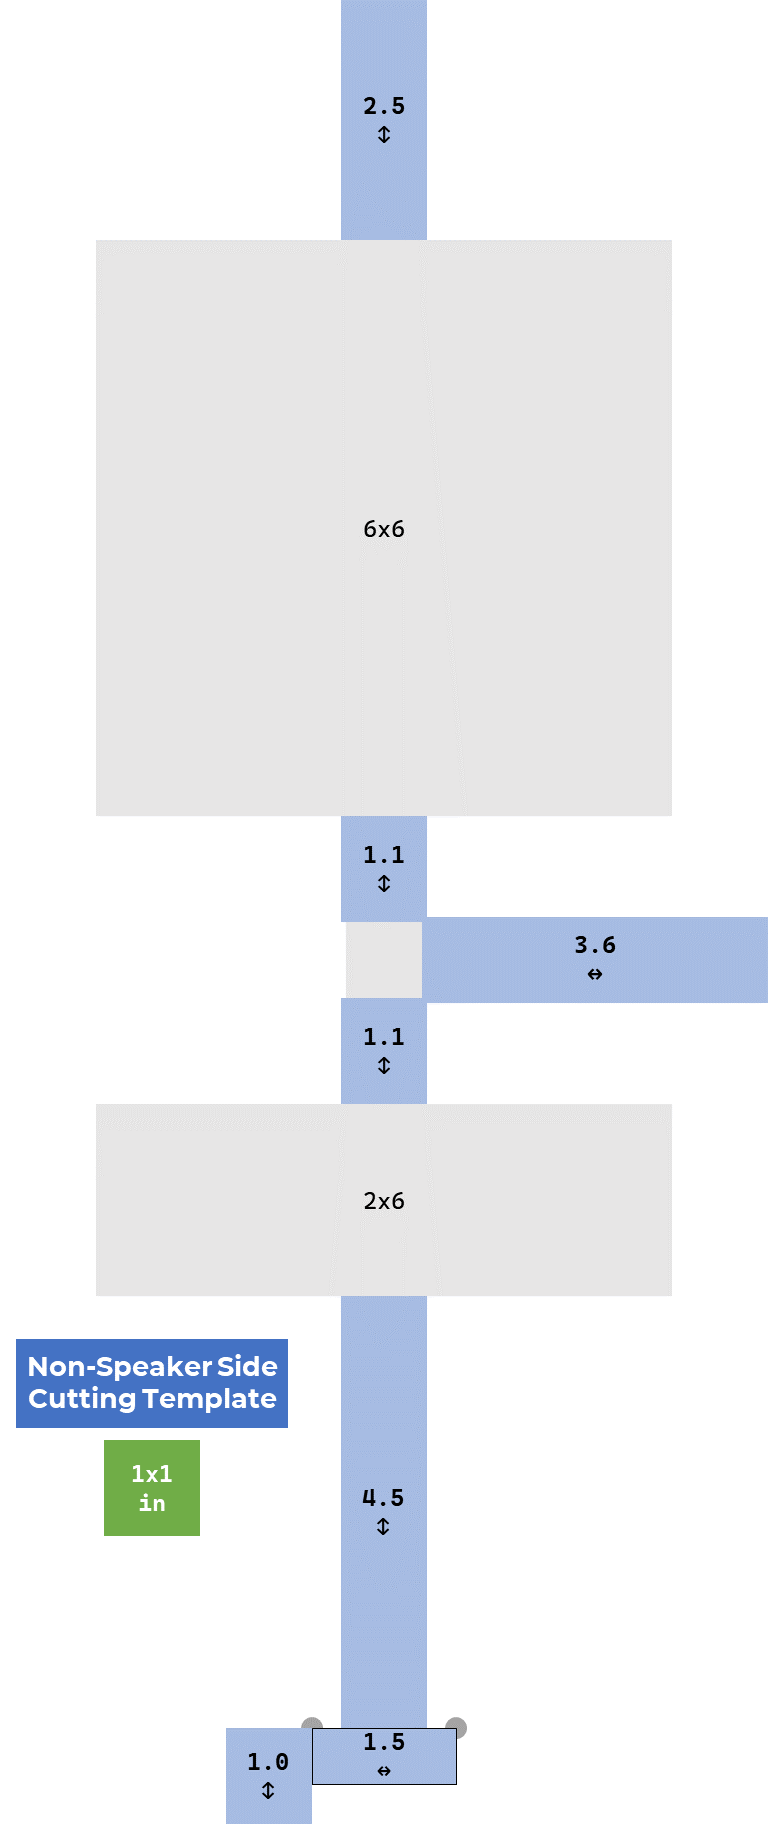 2.5
↕
6x6
1.1
↕
3.6
↔
1.1
↕
2x6
Non-Speaker Side
Cutting Template
1x1
in
4.5
↕
1.5
↔
1.0
↕